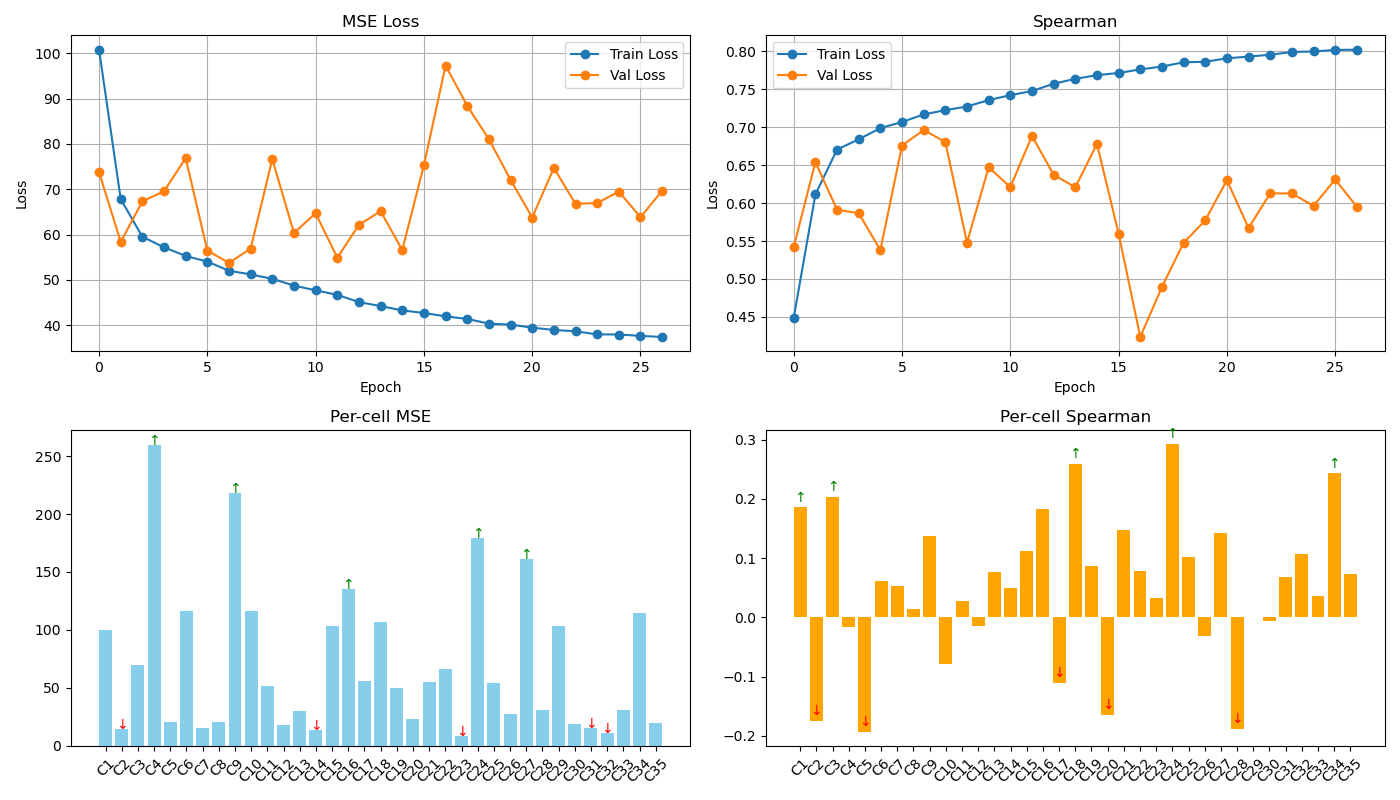 MSE Loss
Loss
100
90
80
70
60
50
40
Train Loss
Val Loss
0 5 10 15 20 25
Epoch
Spearman
Loss
0.80
0.75
0.70
0.65
0.60
0.55
0.50
0.45
Train Loss
Val Loss
0 5 10 15 20 25
Epoch
Per-cell MSE
250
200
150
100
50
0
↑ ↓ ↑ ↓ ↑ ↓ ↑ ↑ ↓ ↓
C1 C2 C3 C4 C5 C6 C7 C8 C9 C10 C11 C12 C13 C14 C15 C16 C17 C18 C19 C20 C21 C22 C23 C24 C25 C26 C27 C28 C29 C30 C31 C32 C33 C34 C35
Per-cell Spearman
0.3
0.2
0.1
0.0
−0.1
−0.2
↑ ↓ ↑ ↓ ↓ ↑ ↓ ↑ ↓ ↑
C1 C2 C3 C4 C5 C6 C7 C8 C9 C10 C11 C12 C13 C14 C15 C16 C17 C18 C19 C20 C21 C22 C23 C24 C25 C26 C27 C28 C29 C30 C31 C32 C33 C34 C35